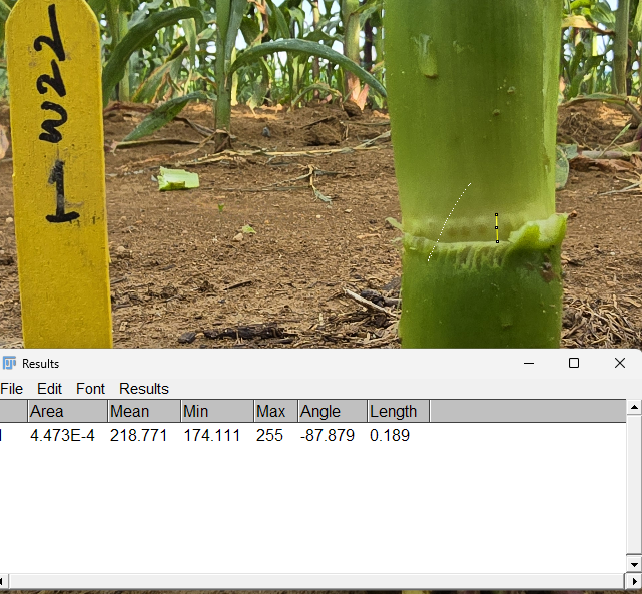 W22
1
Results
File Edit Font Results
Area Mean Min Max Angle Length
4.473E-4 218.771 174.111 255 -87.879 0.189